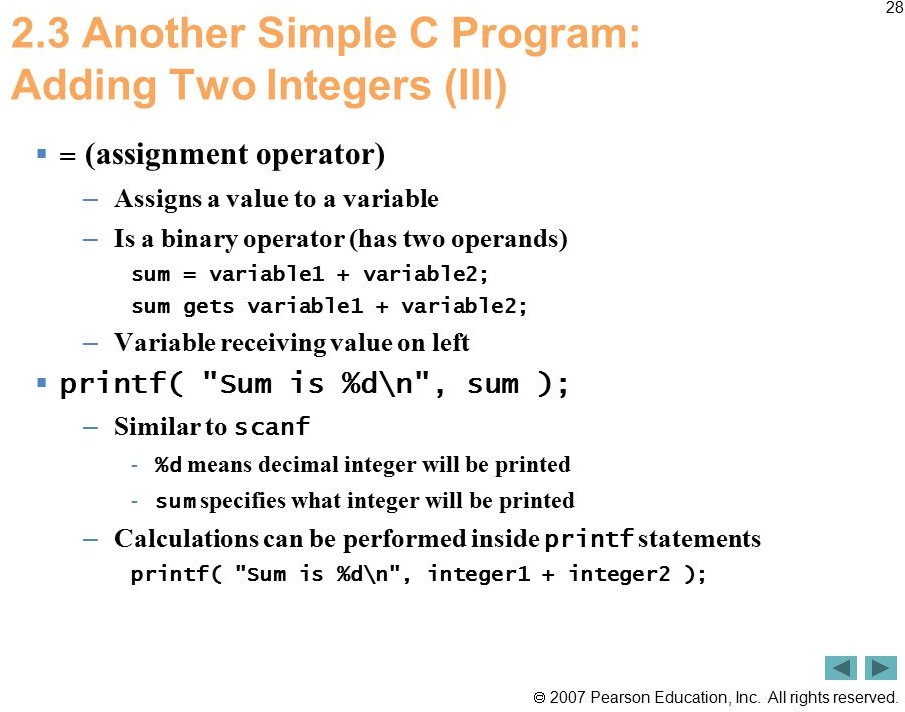 28
2.3 Another Simple C Program:
Adding Two Integers (III)
▪ = (assignment operator)
– Assigns a value to a variable
– Is a binary operator (has two operands)
sum = variable1 + variable2;
sum gets variable1 + variable2;
– Variable receiving value on left
▪ printf( "Sum is %d\n", sum );
– Similar to scanf
- %d means decimal integer will be printed
- sum specifies what integer will be printed
– Calculations can be performed inside printf statements
printf( "Sum is %d\n", integer1 + integer2 );
© 2007 Pearson Education, Inc.  All rights reserved.